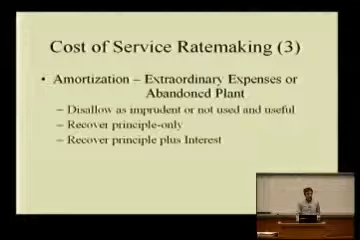 Cost of Service Ratemaking (3)
• Amortization – Extraordinary Expenses or
Abandoned Plant
– Disallow as imprudent or not used and useful
– Recover principle-only
– Recover principle plus Interest